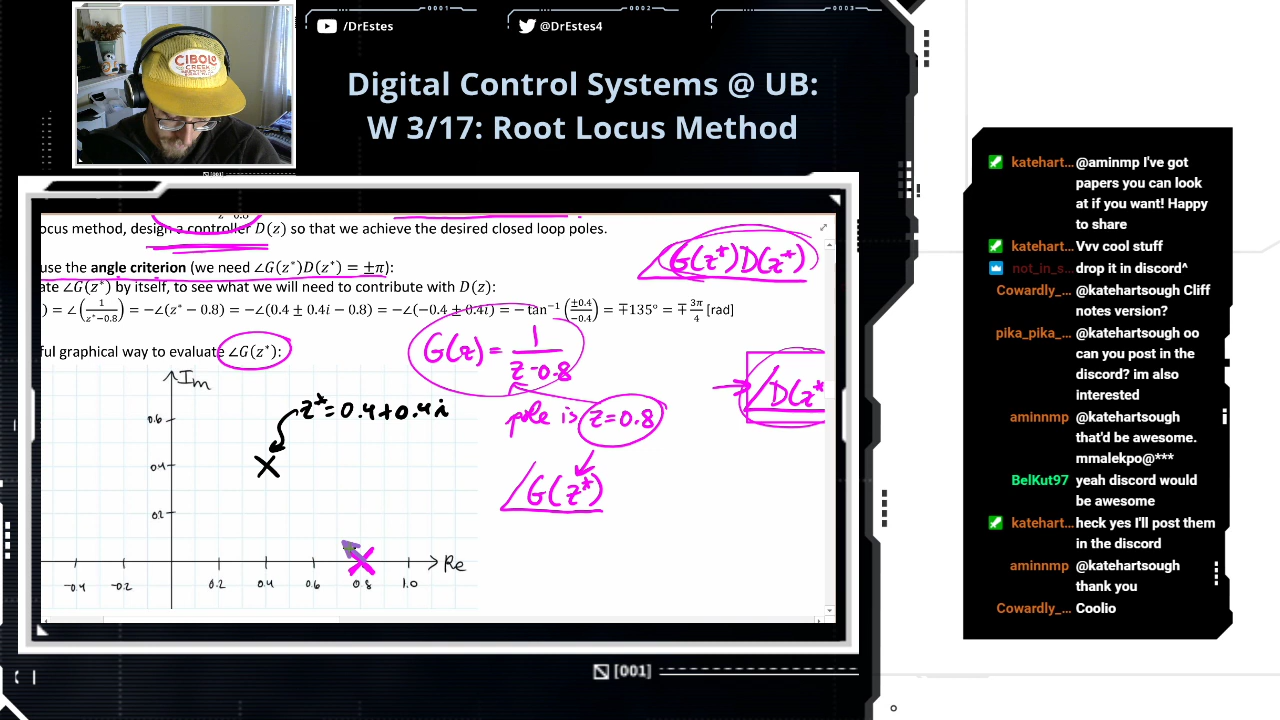 0001
0002
0003
/DrEstes
@DrEstes4
CIBOLO
CREEK
Digital Control Systems @ UB:
W 3/17: Root Locus Method
ocus method, design a controller D(z) so that we achieve the desired closed loop poles.
G(z*)D(z*)
use the angle criterion (we need ∠G(z*)D(z*) = ±π):
ate ∠G(z*) by itself, to see what we will need to contribute with D(z):
) = ∠(1/(z*−0.8)) = −∠(z* − 0.8) = −∠(0.4 ± 0.4i − 0.8) = −∠(−0.4 ± 0.4i) = − tan⁻¹(±0.4/−0.4) = ∓135° = ∓ 3π/4 [rad]
ful graphical way to evaluate ∠G(z*):
G(z) = 1/(z-0.8)
∠D(z*
pole is z=0.8
∠G(z*)
Im
z* = 0.4+0.4i
0.6
0.4
0.2
Re
-0.4 -0.2 0.2 0.4 0.6 0.8 1.0
[001]
[001]
katehart… @aminmp I've got
papers you can look
at if you want! Happy
to share
katehart… Vvv cool stuff
not_in_s… drop it in discord^
Cowardly_… @katehartsough Cliff
notes version?
pika_pika_… @katehartsough oo
can you post in the
discord? im also
interested
aminnmp @katehartsough
that'd be awesome.
mmalekpo@***
BelKut97 yeah discord would
be awesome
katehart… heck yes I'll post them
in the discord
aminnmp @katehartsough
thank you
Cowardly_… Coolio